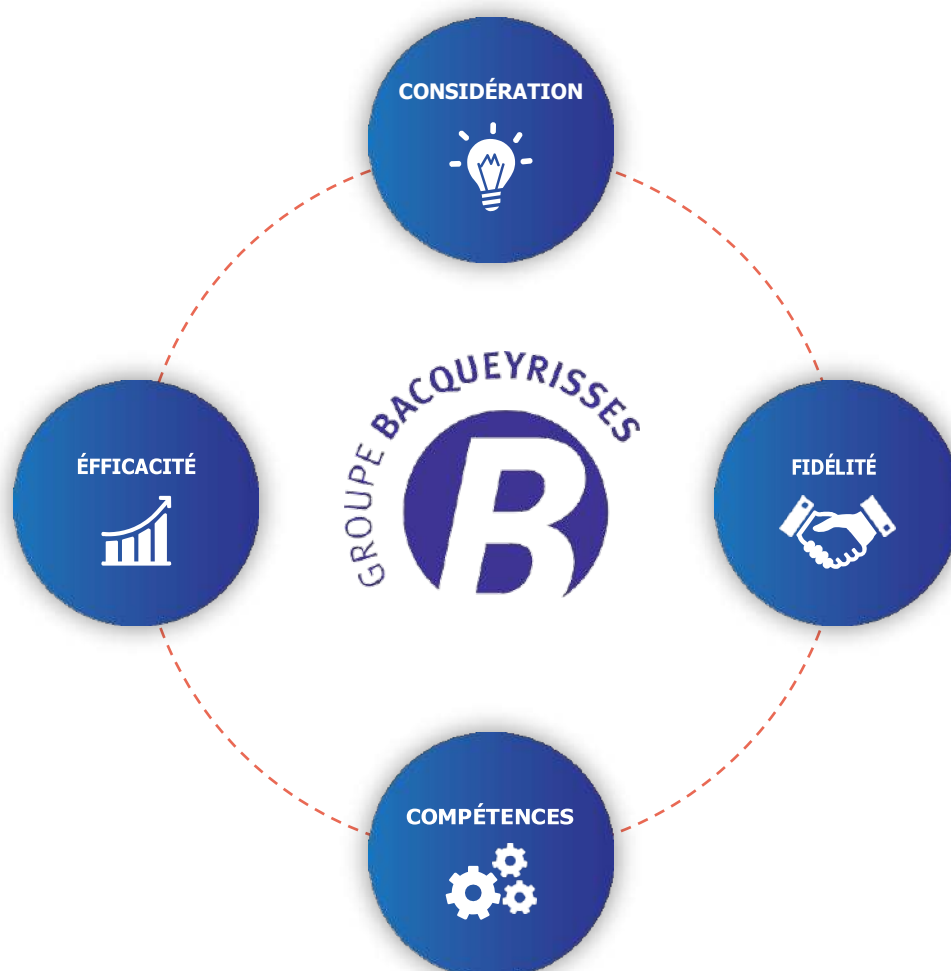 CONSIDÉRATION
GROUPE BACQUEYRISSES
B
ÉFFICACITÉ
FIDÉLITÉ
COMPÉTENCES